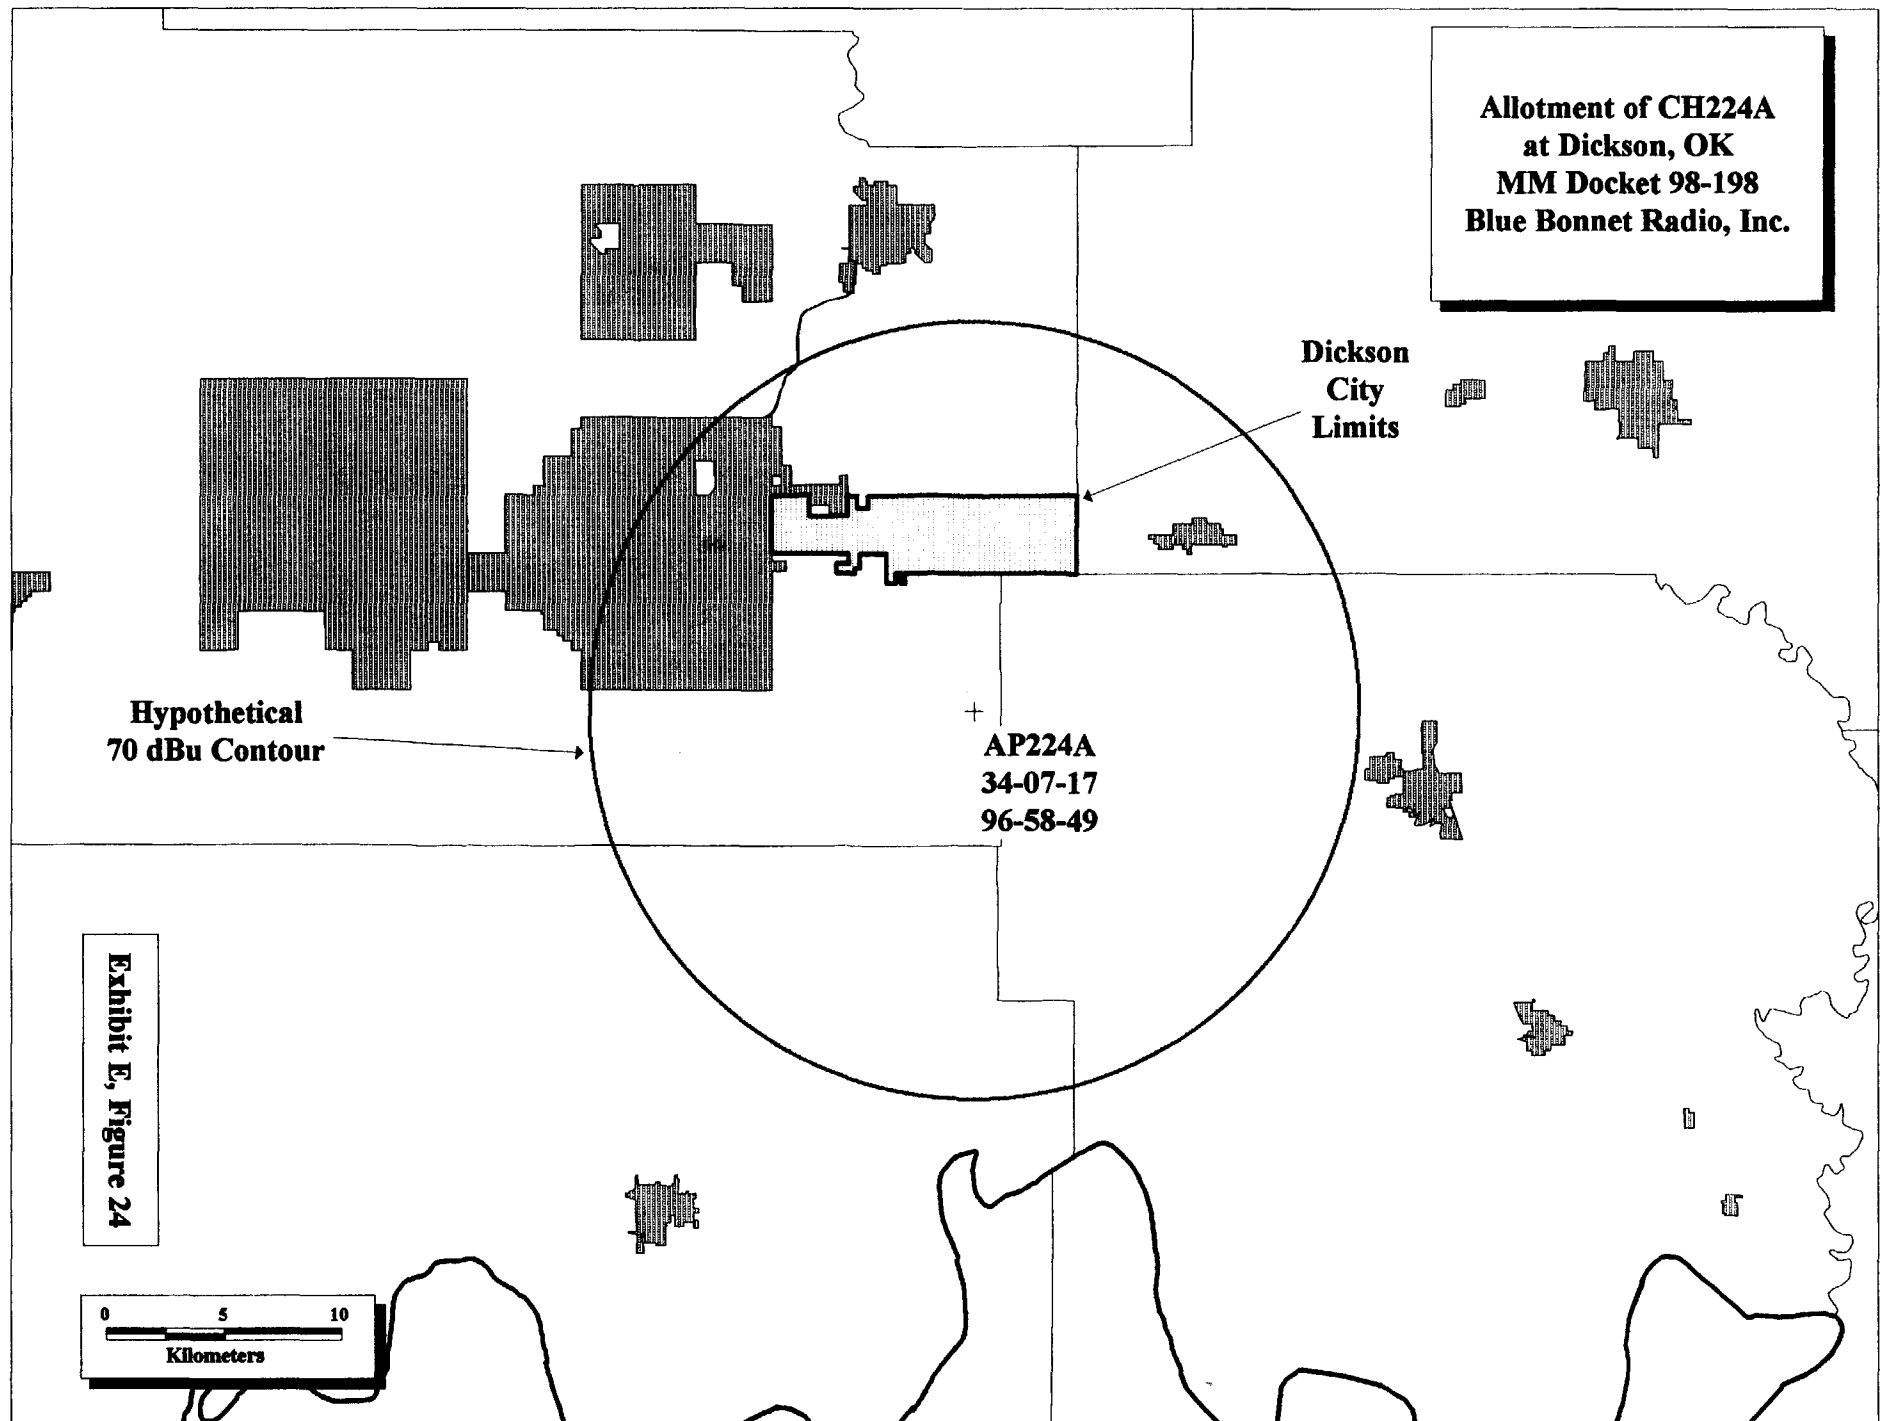 Allotment of CH224A
at Dickson, OK
MM Docket 98-198
Blue Bonnet Radio, Inc.
Dickson
City
Limits
Hypothetical
70 dBu Contour
AP224A
34-07-17
96-58-49
Exhibit E, Figure 24
0 5 10
Kilometers